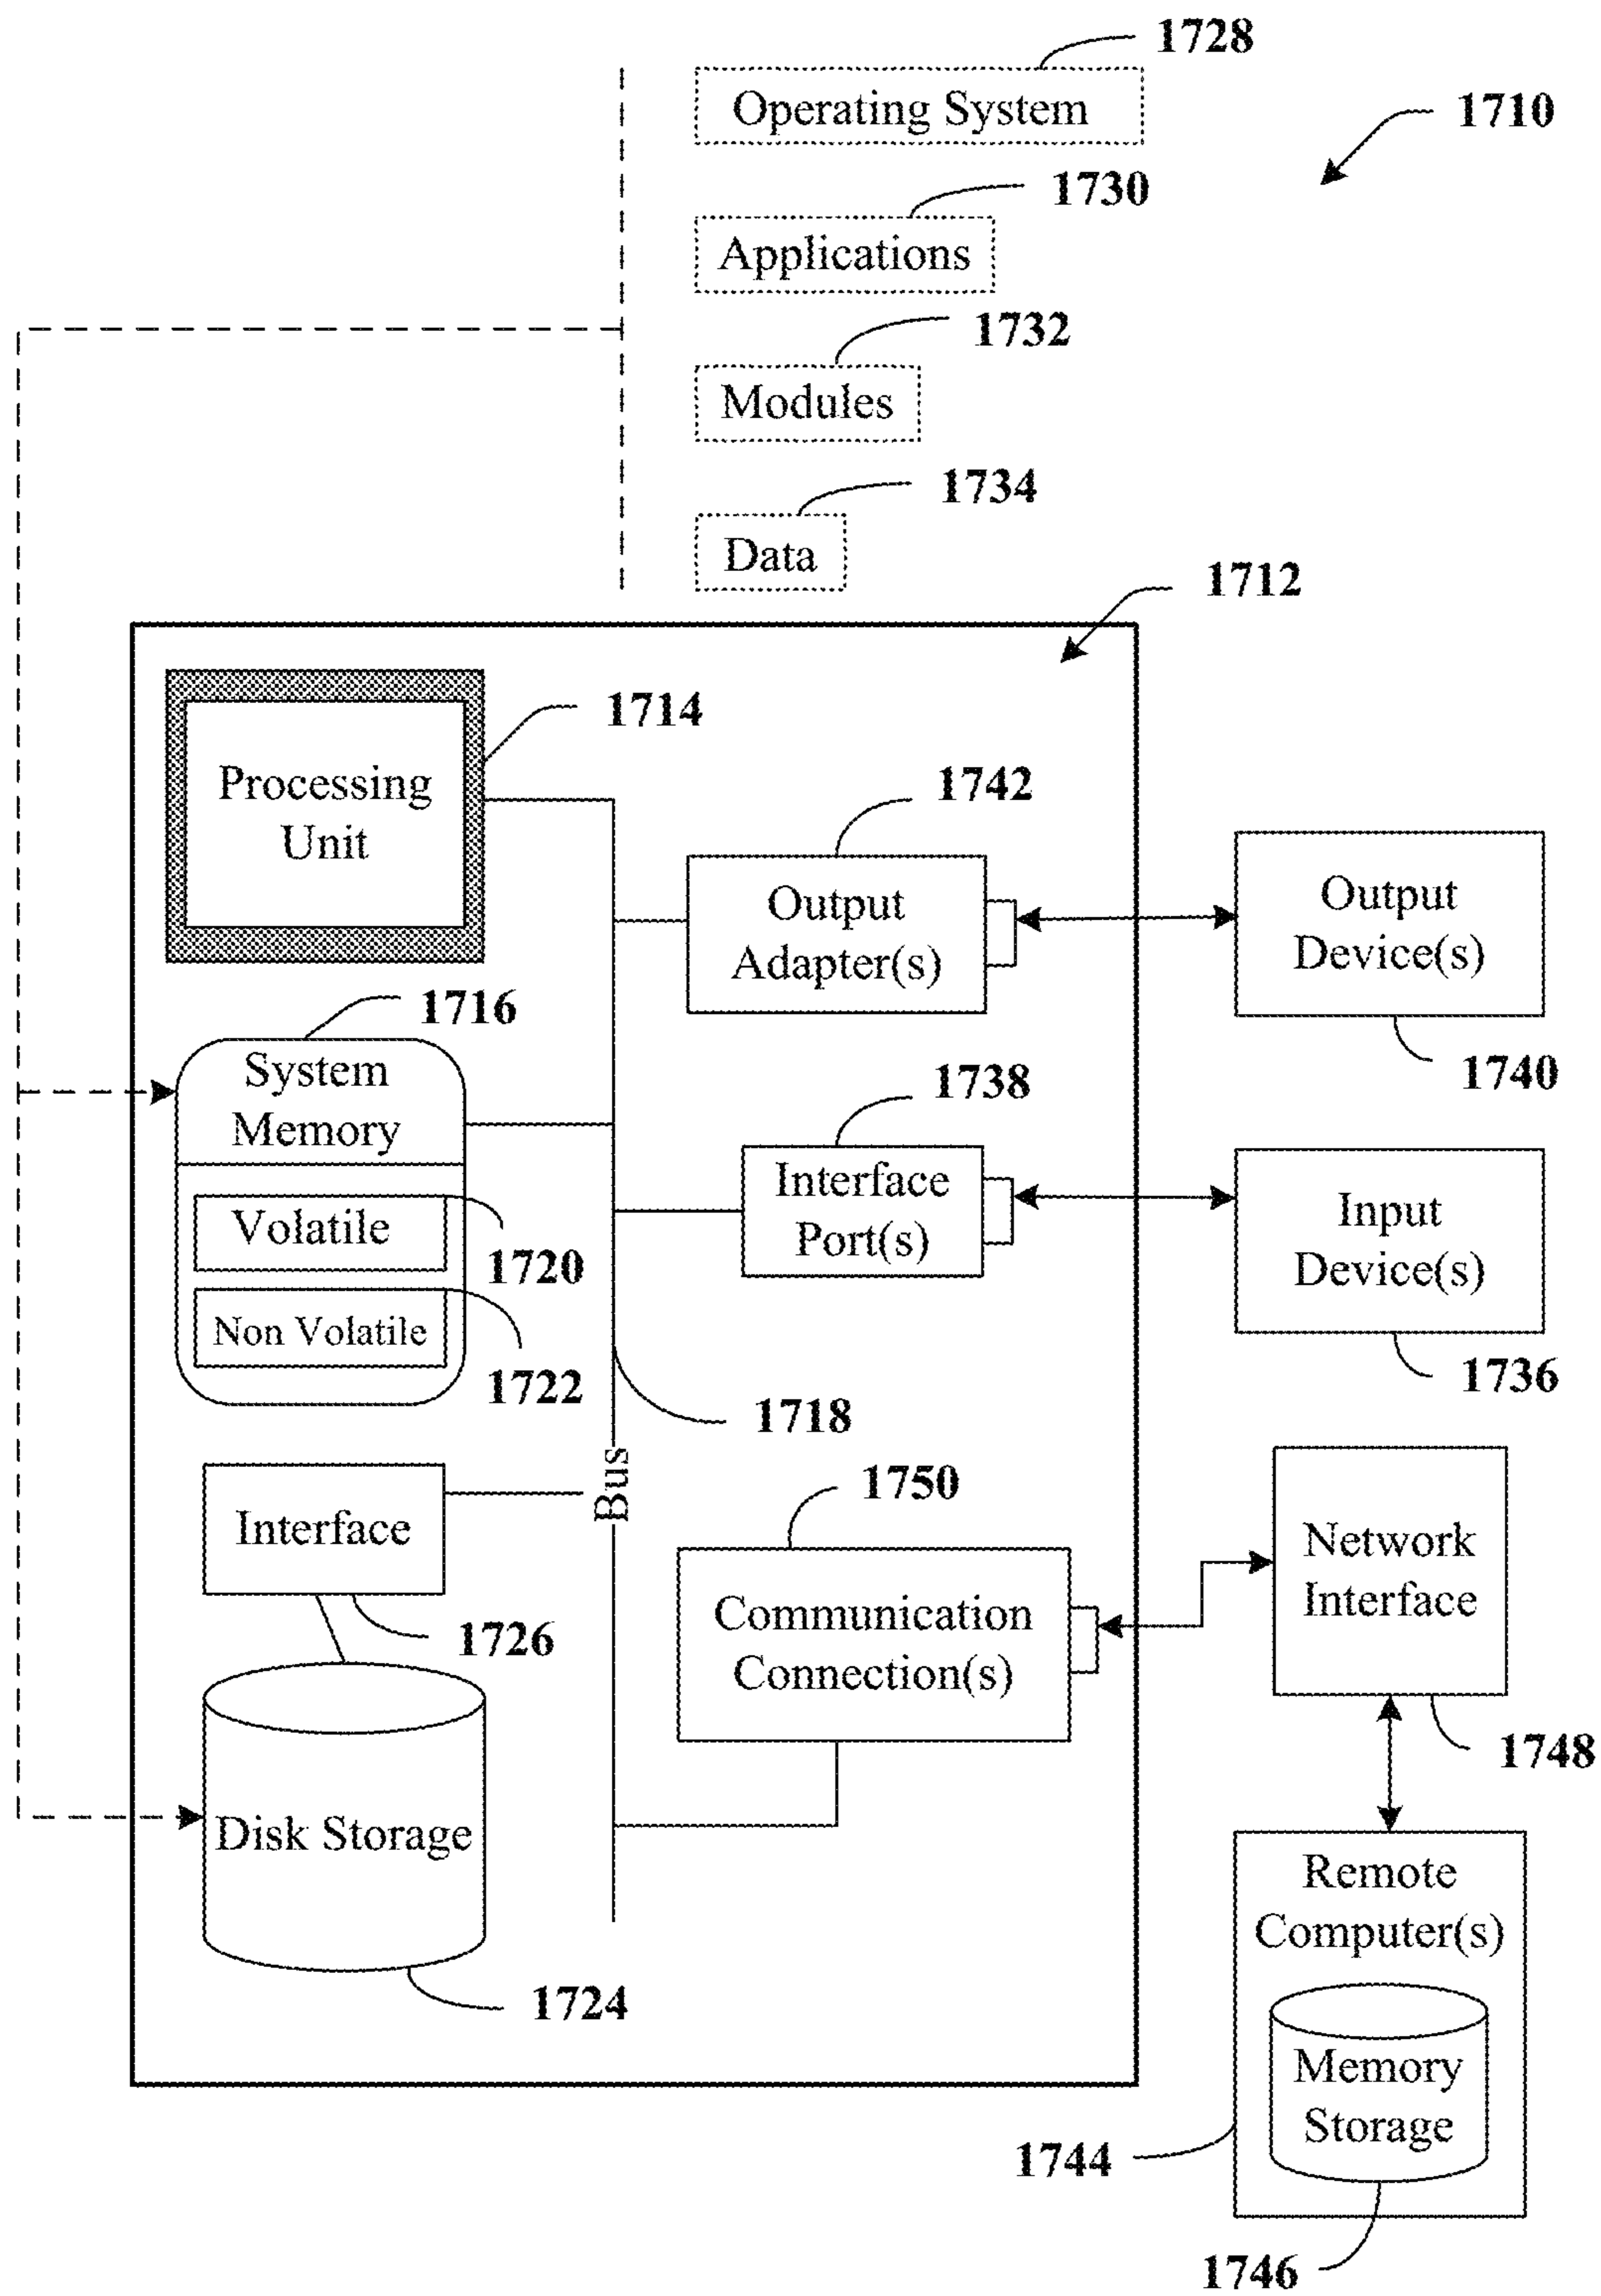 1728
Operating System
1710
1730
Applications
1732
Modules
1734
Data
1712
1714
Processing
Unit
1742
Output
Adapter(s)
Output
Device(s)
1740
1716
System
Memory
Volatile
1720
Non Volatile
1722
1738
Interface
Port(s)
Input
Device(s)
1736
1718
Bus
Interface
1726
1750
Communication
Connection(s)
Network
Interface
1748
Disk Storage
1724
Remote
Computer(s)
Memory
Storage
1744
1746